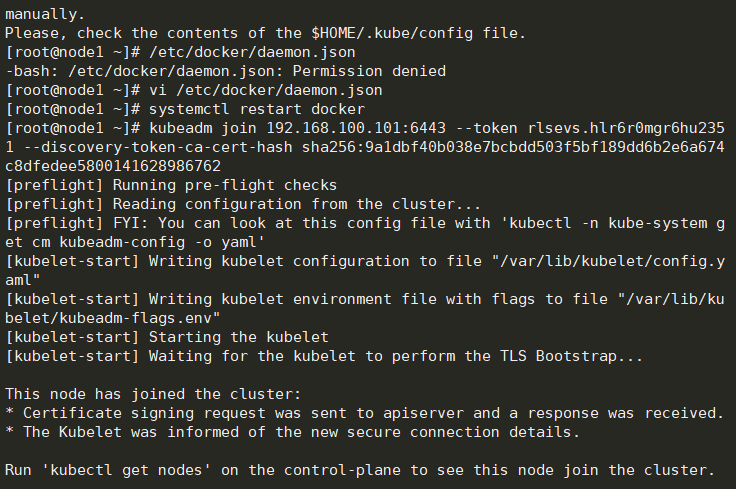 manually.
Please, check the contents of the $HOME/.kube/config file.
[root@node1 ~]# /etc/docker/daemon.json
-bash: /etc/docker/daemon.json: Permission denied
[root@node1 ~]# vi /etc/docker/daemon.json
[root@node1 ~]# systemctl restart docker
[root@node1 ~]# kubeadm join 192.168.100.101:6443 --token rlsevs.hlr6r0mgr6hu235
1 --discovery-token-ca-cert-hash sha256:9a1dbf40b038e7bcbdd503f5bf189dd6b2e6a674
c8dfedee5800141628986762
[preflight] Running pre-flight checks
[preflight] Reading configuration from the cluster...
[preflight] FYI: You can look at this config file with 'kubectl -n kube-system g
et cm kubeadm-config -o yaml'
[kubelet-start] Writing kubelet configuration to file "/var/lib/kubelet/config.y
aml"
[kubelet-start] Writing kubelet environment file with flags to file "/var/lib/ku
belet/kubeadm-flags.env"
[kubelet-start] Starting the kubelet
[kubelet-start] Waiting for the kubelet to perform the TLS Bootstrap...
This node has joined the cluster:
* Certificate signing request was sent to apiserver and a response was received.
* The Kubelet was informed of the new secure connection details.
Run 'kubectl get nodes' on the control-plane to see this node join the cluster.